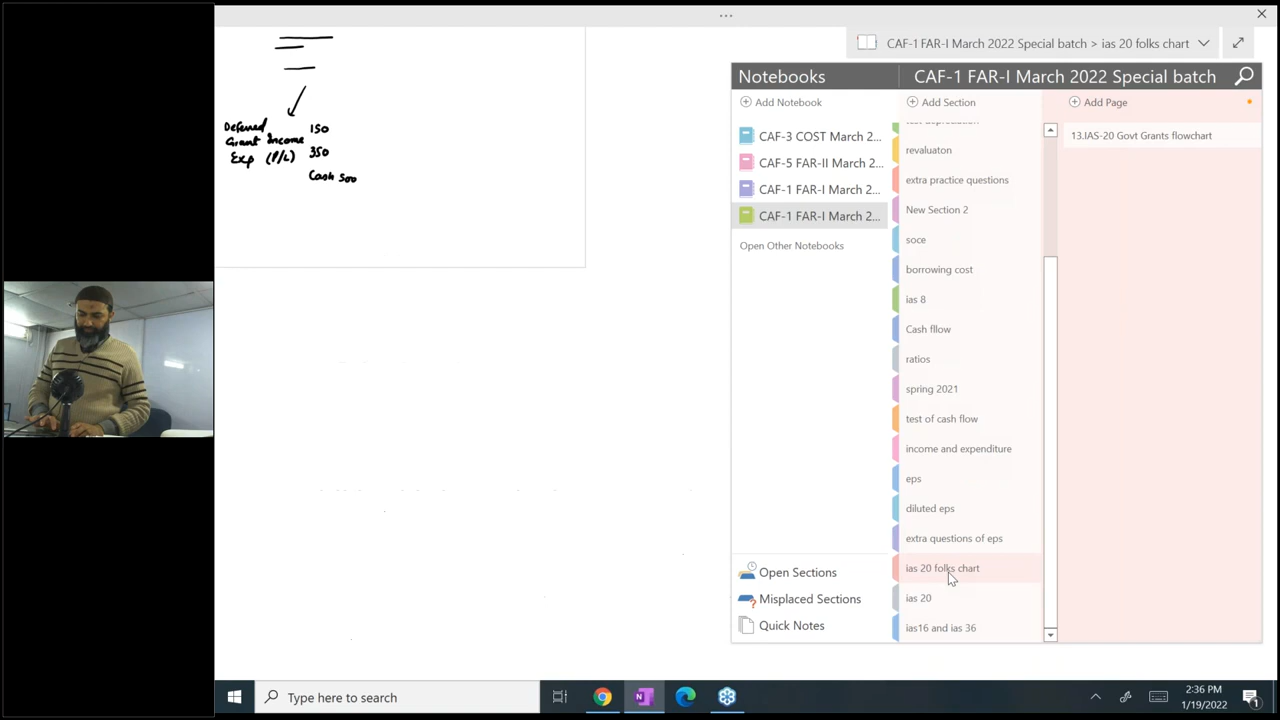 CAF-1 FAR-I March 2022 Special batch > ias 20 folks chart
Notebooks
CAF-1 FAR-I March 2022 Special batch
Add Notebook
Add Section
Add Page
CAF-3 COST March 2...
CAF-5 FAR-II March 2...
CAF-1 FAR-I March 2...
CAF-1 FAR-I March 2...
Open Other Notebooks
revaluaton
extra practice questions
New Section 2
soce
borrowing cost
ias 8
Cash fllow
ratios
spring 2021
test of cash flow
income and expenditure
eps
diluted eps
extra questions of eps
ias 20 folks chart
ias 20
ias16 and ias 36
13.IAS-20 Govt Grants flowchart
Open Sections
Misplaced Sections
Quick Notes
Deferred 150
Grant Income
Exp (P/L) 350
Cash 500
Type here to search
2:36 PM
1/19/2022
1